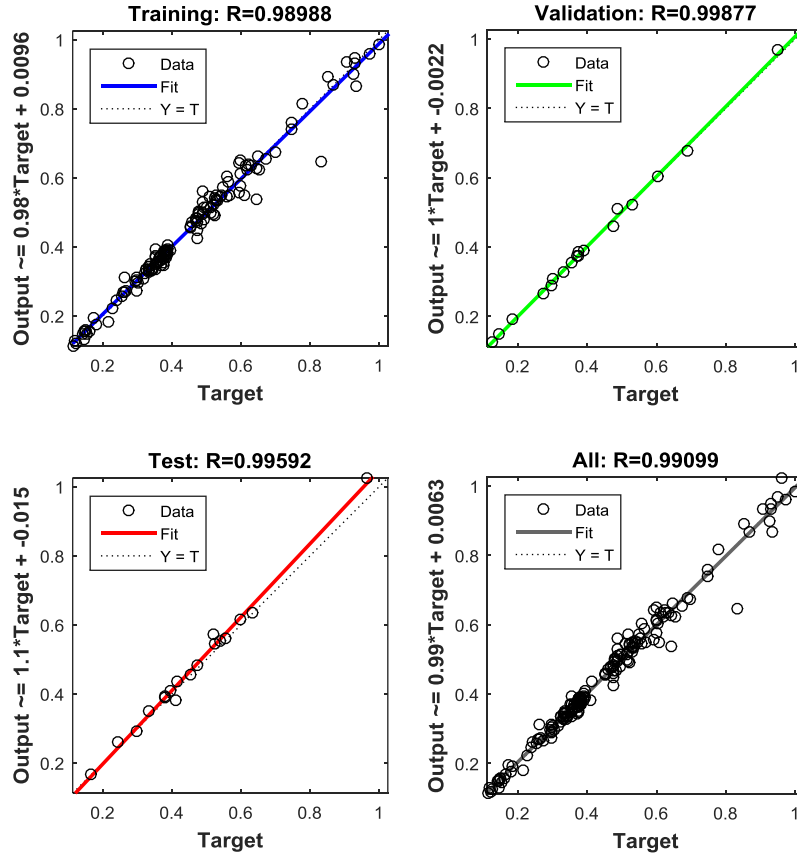 Training: R=0.98988
Output ~= 0.98*Target + 0.0096
1
0.8
0.6
0.4
0.2
Data
Fit
Y = T
0.2 0.4 0.6 0.8 1
Target
Validation: R=0.99877
Output ~= 1*Target + -0.0022
1
0.8
0.6
0.4
0.2
Data
Fit
Y = T
0.2 0.4 0.6 0.8 1
Target
Test: R=0.99592
Output ~= 1.1*Target + -0.015
1
0.8
0.6
0.4
0.2
Data
Fit
Y = T
0.2 0.4 0.6 0.8 1
Target
All: R=0.99099
Output ~= 0.99*Target + 0.0063
1
0.8
0.6
0.4
0.2
Data
Fit
Y = T
0.2 0.4 0.6 0.8 1
Target